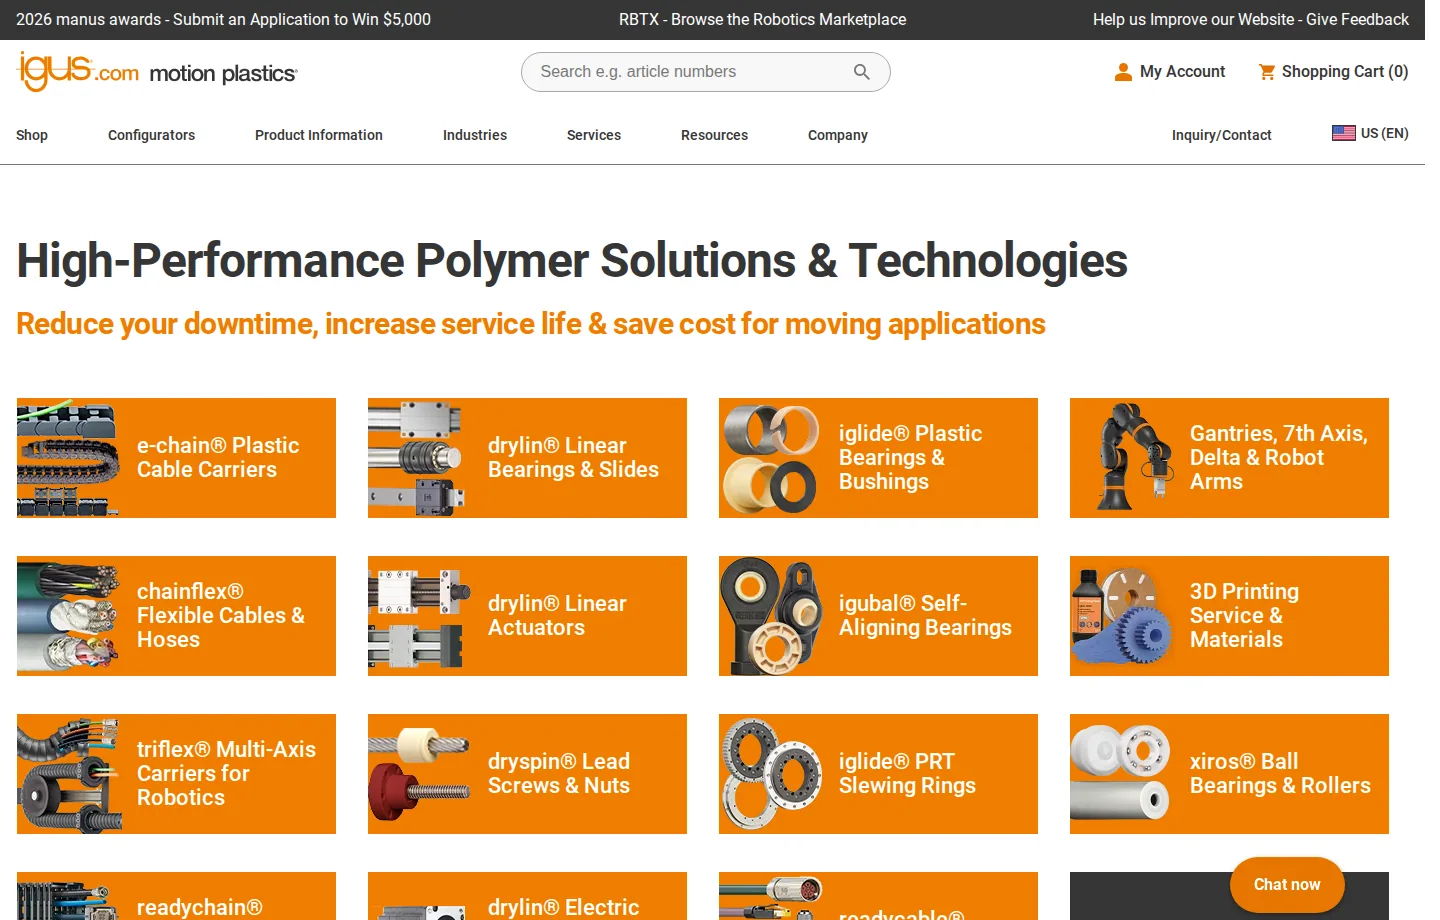 2026 manus awards - Submit an Application to Win $5,000
RBTX - Browse the Robotics Marketplace
Help us Improve our Website - Give Feedback
igus.com motion plastics®
Search e.g. article numbers
My Account
Shopping Cart (0)
Shop
Configurators
Product Information
Industries
Services
Resources
Company
Inquiry/Contact
US (EN)
High-Performance Polymer Solutions & Technologies
Reduce your downtime, increase service life & save cost for moving applications
e-chain® Plastic
Cable Carriers
drylin® Linear
Bearings & Slides
iglide® Plastic
Bearings &
Bushings
Gantries, 7th Axis,
Delta & Robot
Arms
chainflex®
Flexible Cables &
Hoses
drylin® Linear
Actuators
igubal® Self-
Aligning Bearings
3D Printing
Service &
Materials
triflex® Multi-Axis
Carriers for
Robotics
dryspin® Lead
Screws & Nuts
iglide® PRT
Slewing Rings
xiros® Ball
Bearings & Rollers
readychain®
drylin® Electric
readycable®
Chat now